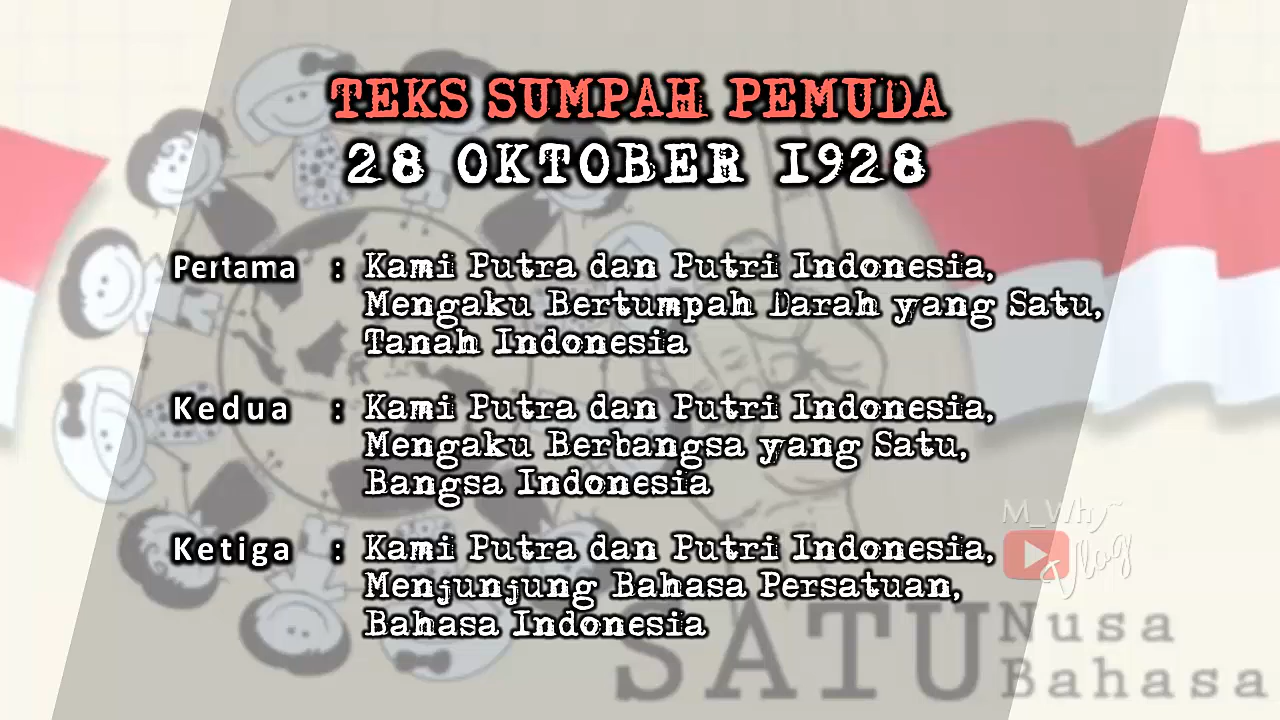 TEKS SUMPAH PEMUDA
28 OKTOBER 1928
Pertama : Kami Putra dan Putri Indonesia,
Mengaku Bertumpah Darah yang Satu,
Tanah Indonesia
Kedua : Kami Putra dan Putri Indonesia,
Mengaku Berbangsa yang Satu,
Bangsa Indonesia
Ketiga : Kami Putra dan Putri Indonesia,
Menjunjung Bahasa Persatuan,
Bahasa Indonesia
M_Why
Vlog
SATU Nusa
Bahasa